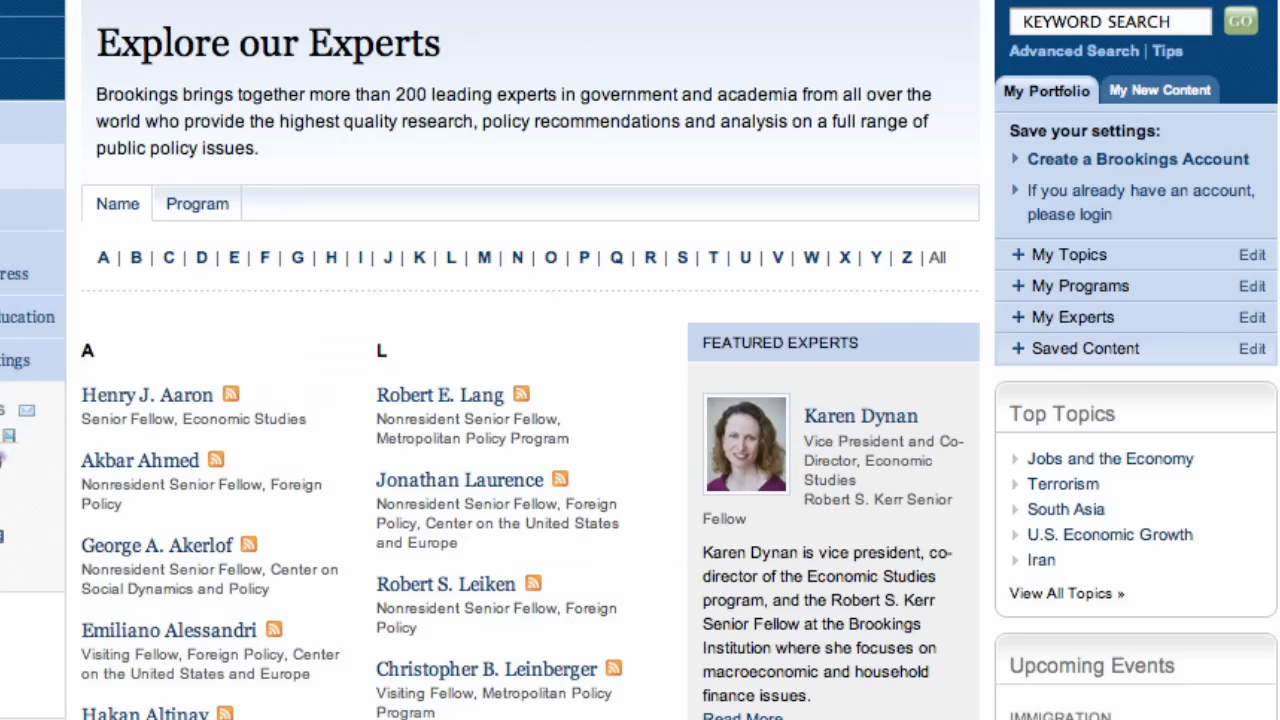 Explore our Experts
Brookings brings together more than 200 leading experts in government and academia from all over the
world who provide the highest quality research, policy recommendations and analysis on a full range of
public policy issues.
Name Program
A | B | C | D | E | F | G | H | I | J | K | L | M | N | O | P | Q | R | S | T | U | V | W | X | Y | Z | All
ress
ucation
ings
A
Henry J. Aaron
Senior Fellow, Economic Studies
Akbar Ahmed
Nonresident Senior Fellow, Foreign
Policy
George A. Akerlof
Nonresident Senior Fellow, Center on
Social Dynamics and Policy
Emiliano Alessandri
Visiting Fellow, Foreign Policy, Center
on the United States and Europe
Hakan Altinay
L
Robert E. Lang
Nonresident Senior Fellow,
Metropolitan Policy Program
Jonathan Laurence
Nonresident Senior Fellow, Foreign
Policy, Center on the United States
and Europe
Robert S. Leiken
Nonresident Senior Fellow, Foreign
Policy
Christopher B. Leinberger
Visiting Fellow, Metropolitan Policy
Program
FEATURED EXPERTS
Karen Dynan
Vice President and Co-
Director, Economic
Studies
Robert S. Kerr Senior
Fellow
Karen Dynan is vice president, co-
director of the Economic Studies
program, and the Robert S. Kerr
Senior Fellow at the Brookings
Institution where she focuses on
macroeconomic and household
finance issues.
Read More
KEYWORD SEARCH GO
Advanced Search | Tips
My Portfolio My New Content
Save your settings:
Create a Brookings Account
If you already have an account,
please login
+ My Topics Edit
+ My Programs Edit
+ My Experts Edit
+ Saved Content Edit
Top Topics
Jobs and the Economy
Terrorism
South Asia
U.S. Economic Growth
Iran
View All Topics »
Upcoming Events
IMMIGRATION